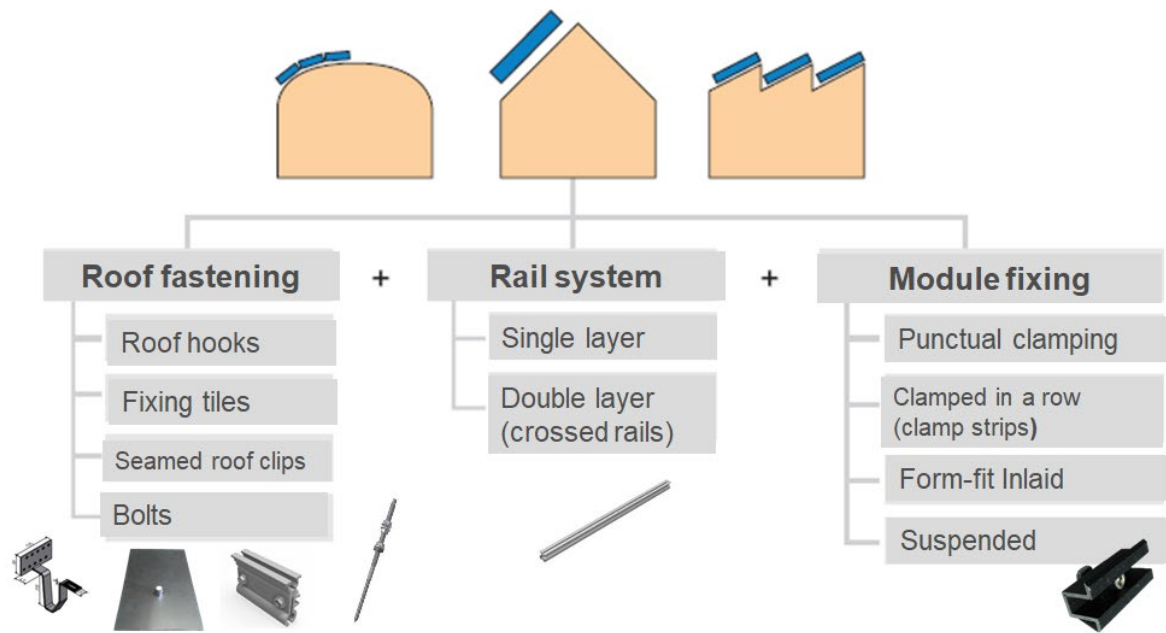 Roof fastening
+
Rail system
+
Module fixing
Roof hooks
Fixing tiles
Seamed roof clips
Bolts
Single layer
Double layer
(crossed rails)
Punctual clamping
Clamped in a row
(clamp strips)
Form-fit Inlaid
Suspended